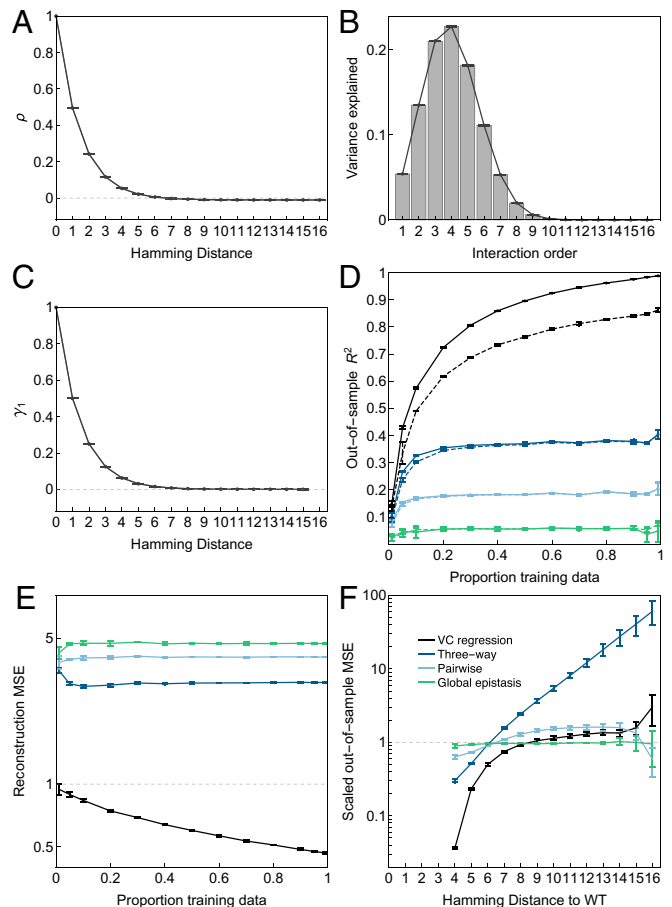 A
1
0.8
0.6
0.4
0.2
0
ρ
0 1 2 3 4 5 6 7 8 9 10 11 12 13 14 15 16
Hamming Distance
B
0.2
0.1
0
Variance explained
1 2 3 4 5 6 7 8 9 10 11 12 13 14 15 16
Interaction order
C
1
0.8
0.6
0.4
0.2
0
γ1
0 1 2 3 4 5 6 7 8 9 10 11 12 13 14 15 16
Hamming Distance
D
1
0.9
0.8
0.7
0.6
0.5
0.4
0.3
0.2
0.1
Out−of−sample R2
0 0.2 0.4 0.6 0.8 1
Proportion training data
E
5
1
0.5
Reconstruction MSE
0 0.2 0.4 0.6 0.8 1
Proportion training data
F
100
10
1
0.1
Scaled out−of−sample MSE
VC regression
Three−way
Pairwise
Global epistasis
0 1 2 3 4 5 6 7 8 9 10 11 12 13 14 15 16
Hamming Distance to WT